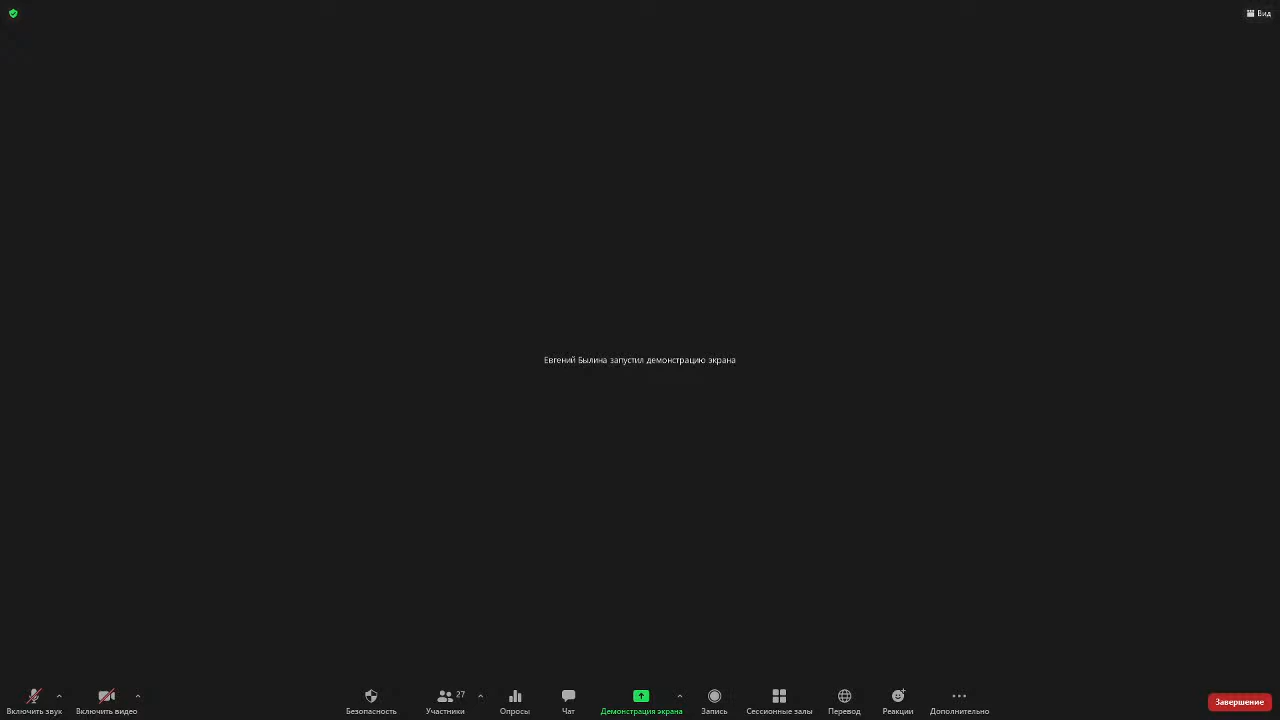 Вид
Евгений Былина запустил демонстрацию экрана
Включить звук
Включить видео
Безопасность
Участники
27
Опросы
Чат
Демонстрация экрана
Запись
Сессионные залы
Перевод
Реакции
Дополнительно
Завершение